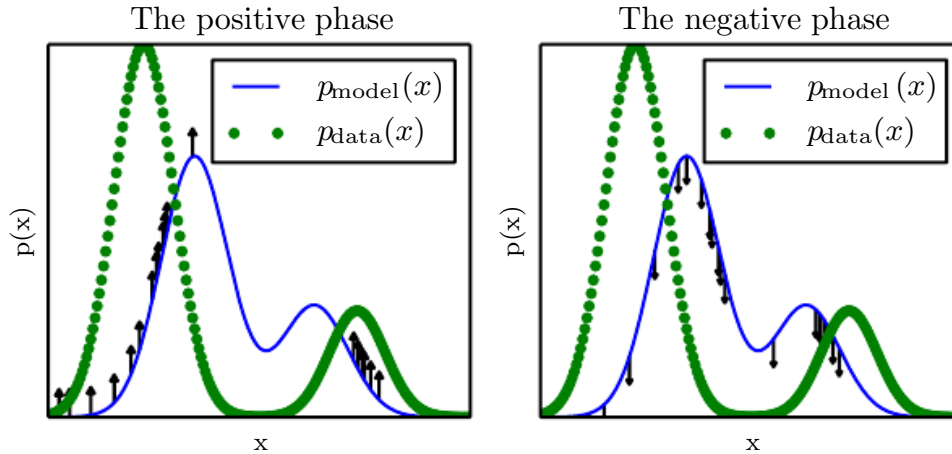 The positive phase
p_model(x)
p_data(x)
p(x)
x
The negative phase
p_model(x)
p_data(x)
p(x)
x